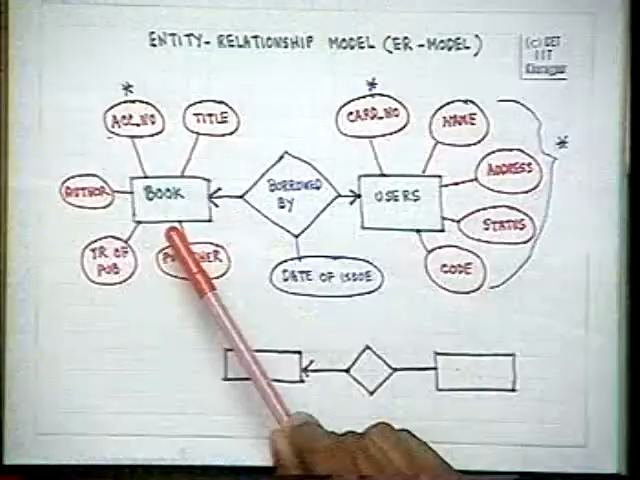 ENTITY-RELATIONSHIP MODEL (ER-MODEL)
(c) CET
IIT
Kharagpur
*
*
ACC_NO
TITLE
CARD_NO
NAME
*
AUTHOR
BOOK
BORROWED
BY
USERS
ADDRESS
STATUS
YR OF
PUB
DATE OF ISSUE
CODE